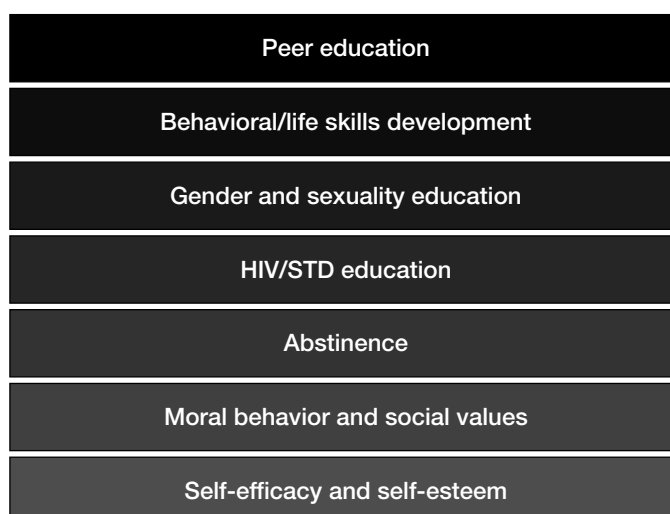 Peer education
Behavioral/life skills development
Gender and sexuality education
HIV/STD education
Abstinence
Moral behavior and social values
Self-efficacy and self-esteem